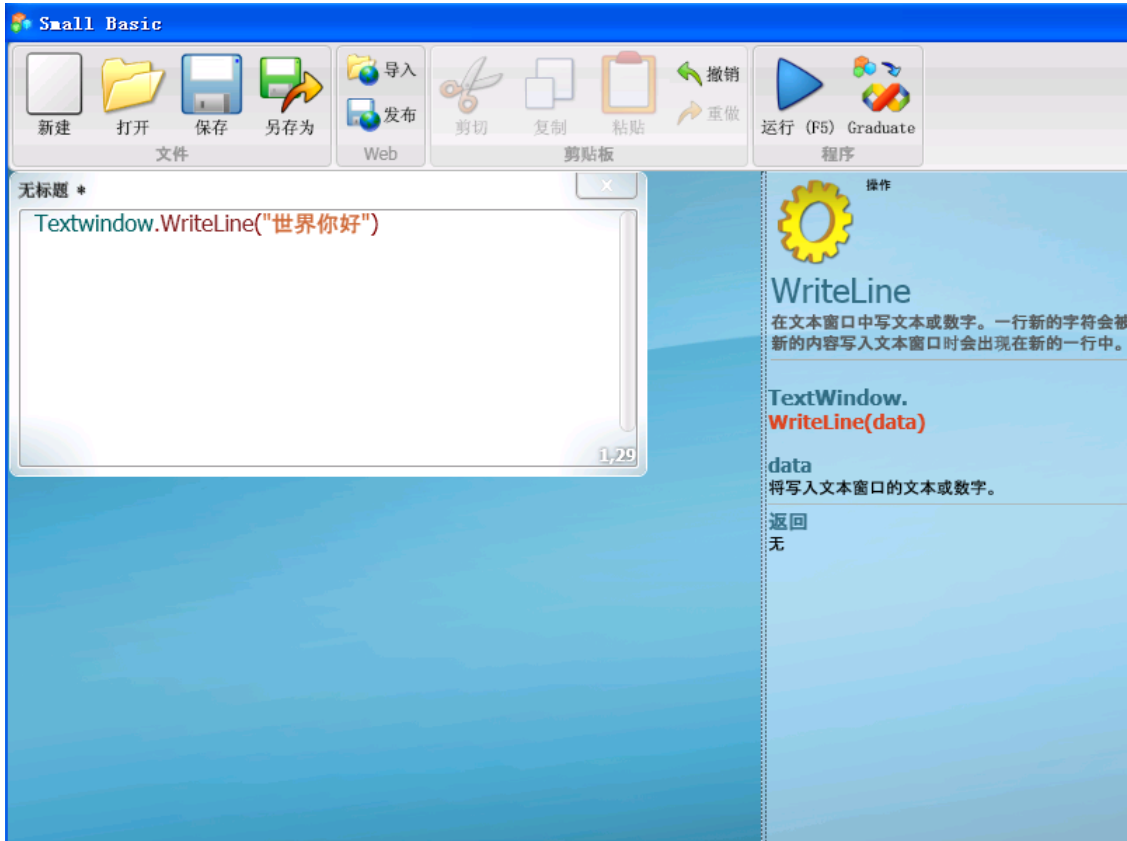 Small Basic
新建
打开
保存
另存为
文件
导入
发布
Web
剪切
复制
粘贴
撤销
重做
剪贴板
运行 (F5)
Graduate
程序
无标题 *
Textwindow.WriteLine("世界你好")
1,29
操作
WriteLine
在文本窗口中写文本或数字。一行新的字符会被
新的内容写入文本窗口时会出现在新的一行中。
TextWindow.
WriteLine(data)
data
将写入文本窗口的文本或数字。
返回
无